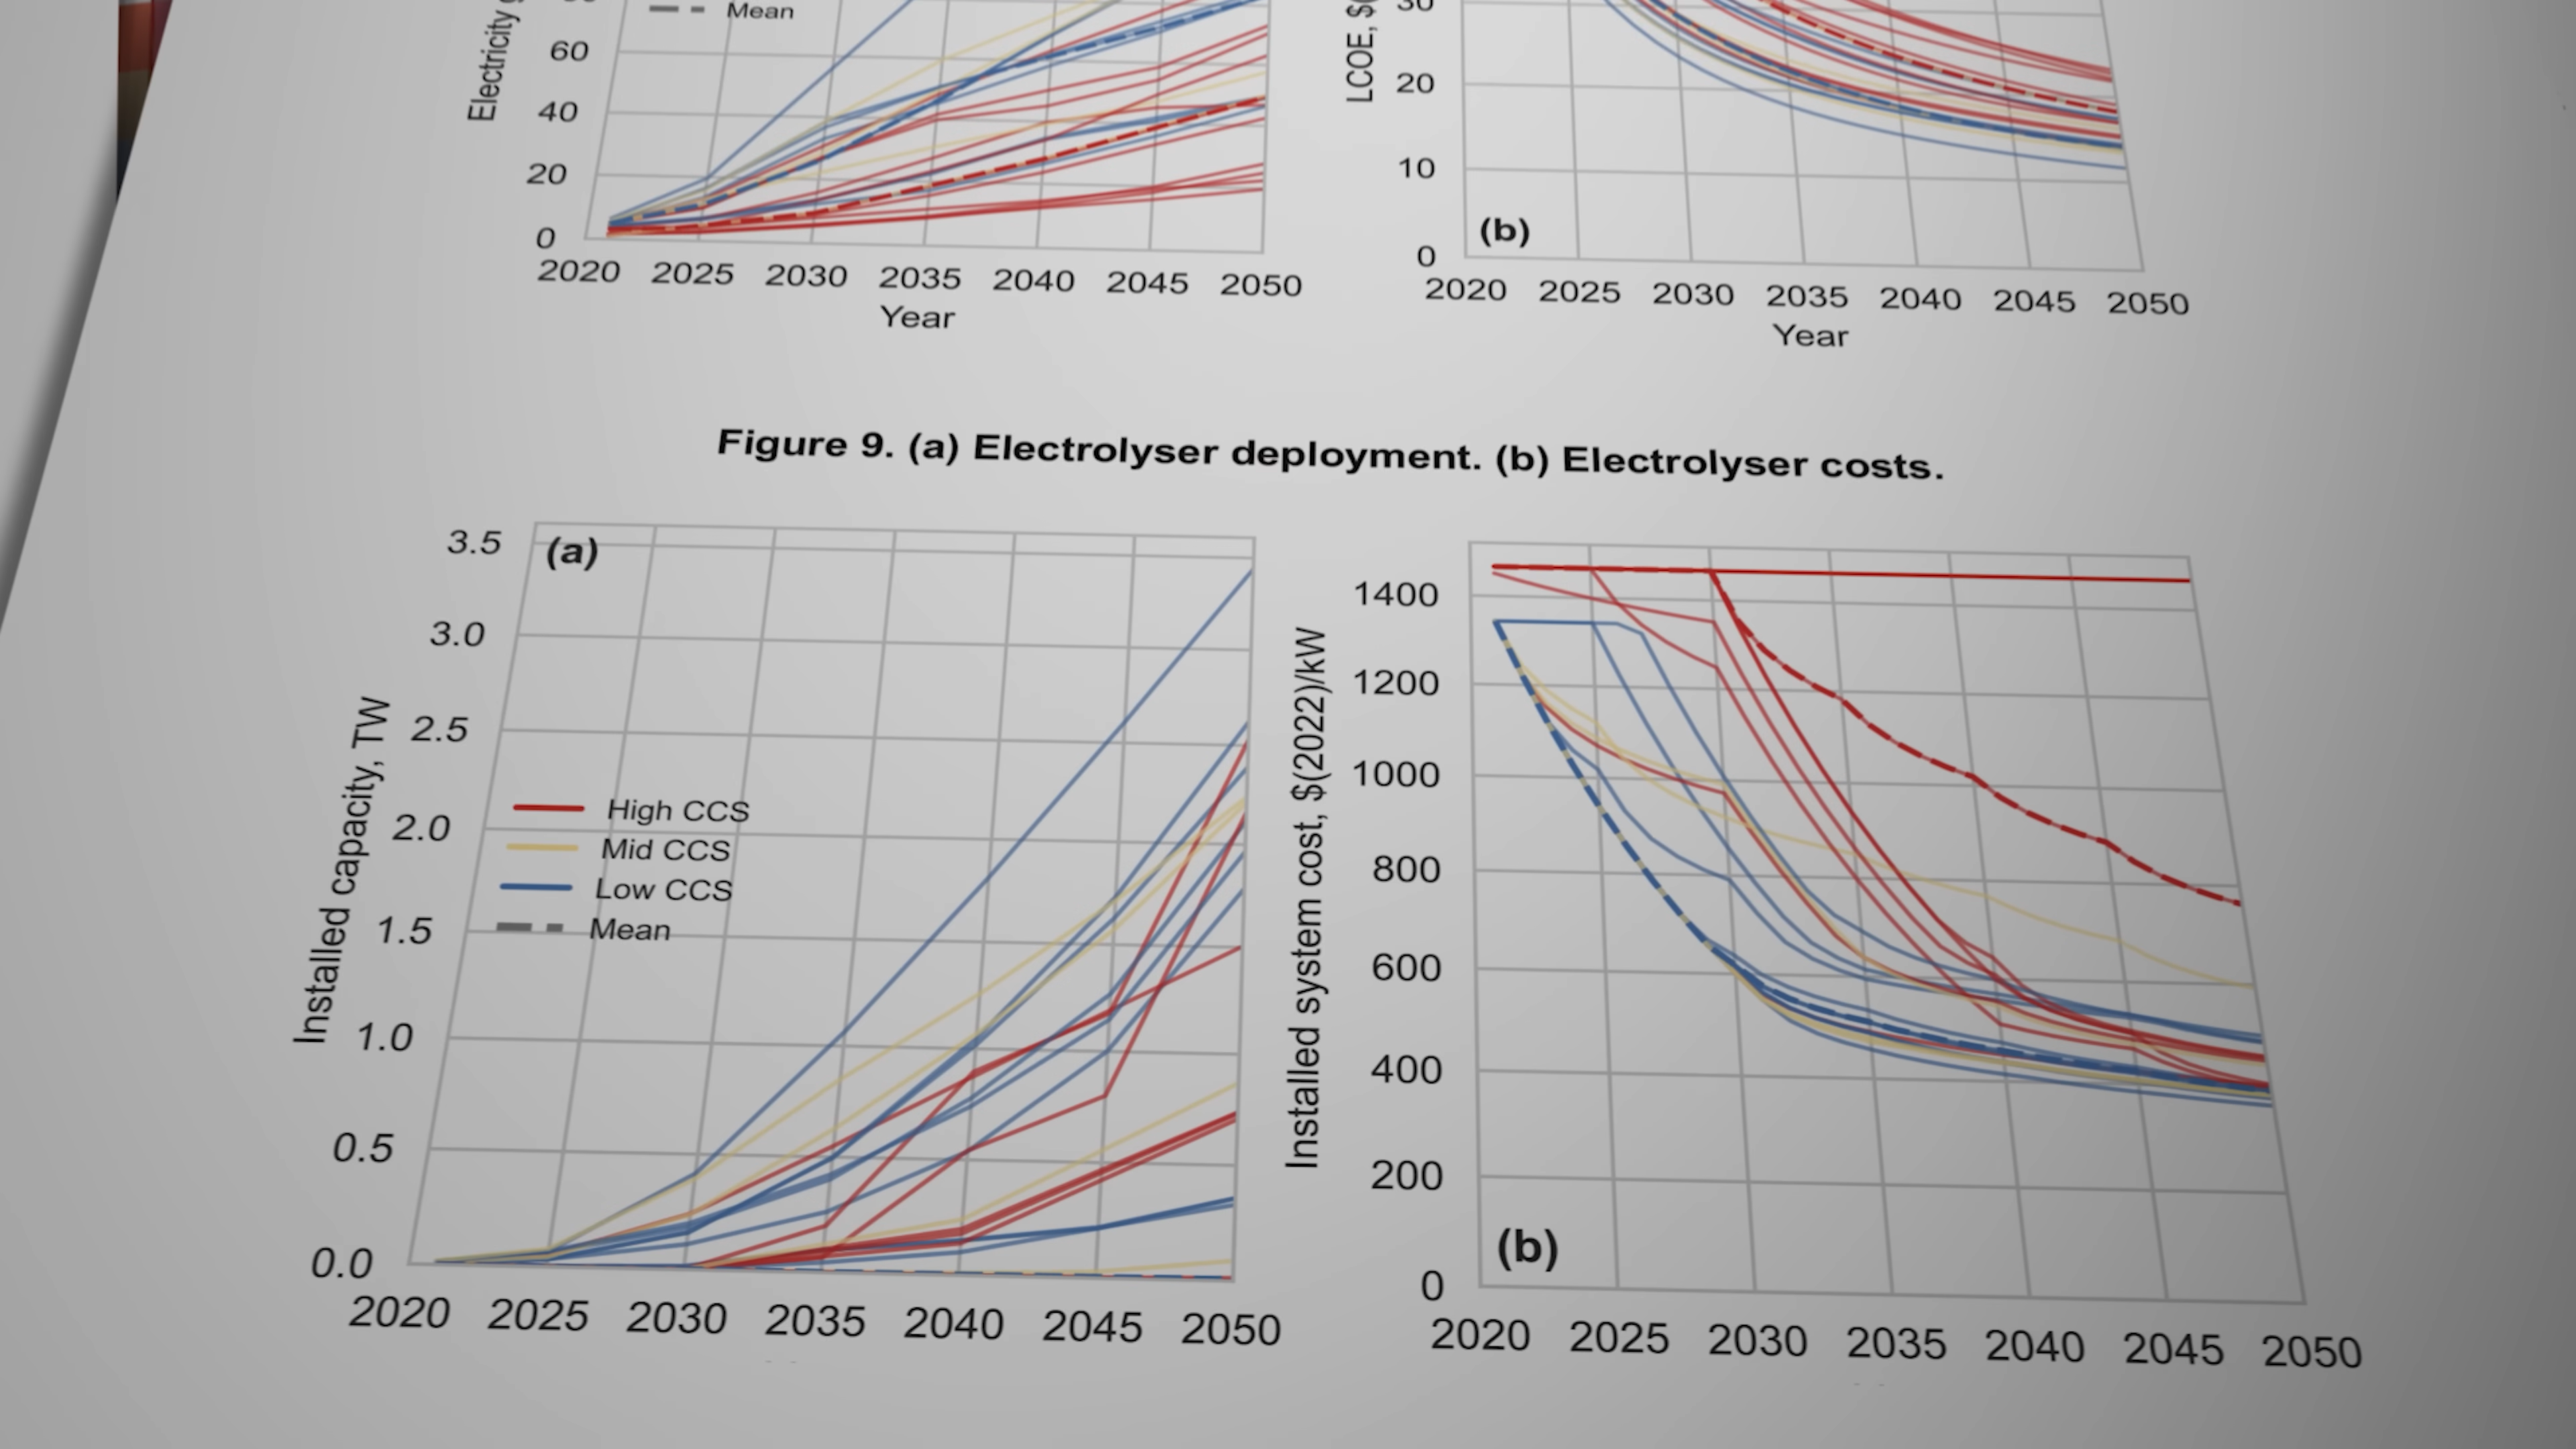 Electricity
Mean
60
40
20
0
2020 2025 2030 2035 2040 2045 2050
Year
LCOE,
30
20
10
0
(b)
2020 2025 2030 2035 2040 2045 2050
Year
Figure 9. (a) Electrolyser deployment. (b) Electrolyser costs.
(a)
Installed capacity, TW
3.5
3.0
2.5
2.0
1.5
1.0
0.5
0.0
High CCS
Mid CCS
Low CCS
Mean
2020 2025 2030 2035 2040 2045 2050
Installed system cost, $(2022)/kW
1400
1200
1000
800
600
400
200
0
(b)
2020 2025 2030 2035 2040 2045 2050